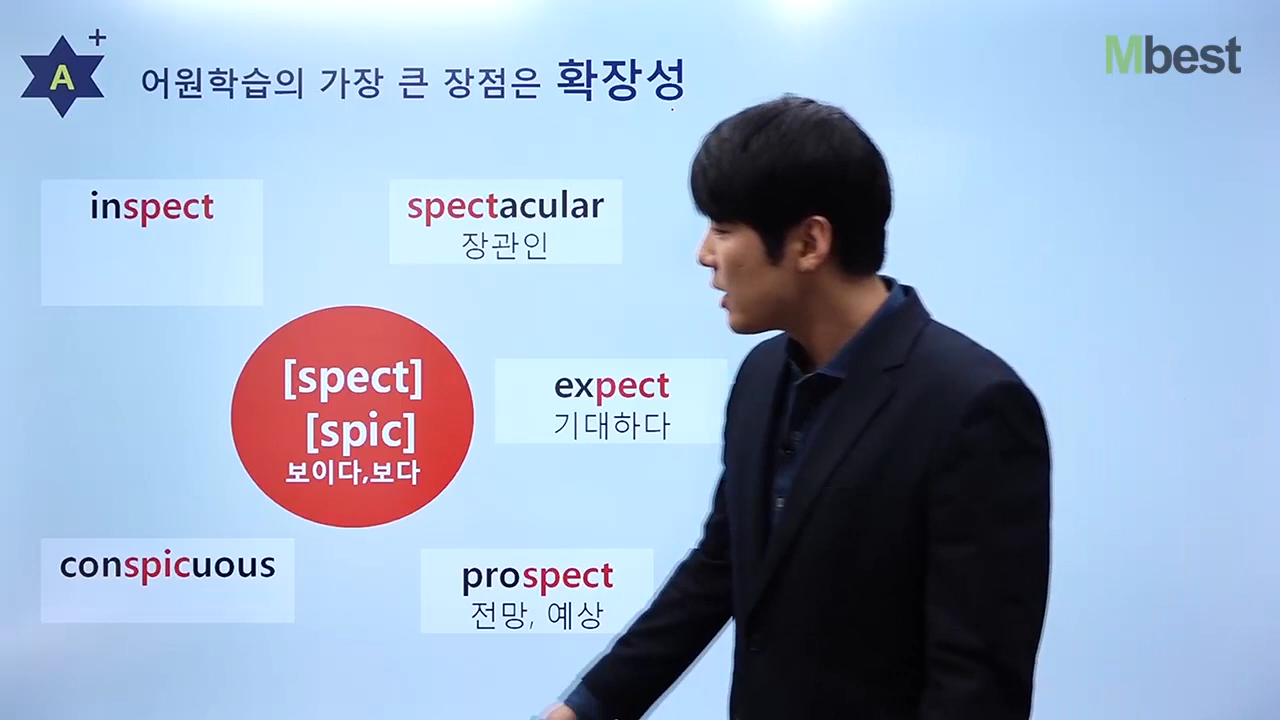 A+
어원학습의 가장 큰 장점은 확장성
Mbest
inspect
spectacular
장관인
[spect]
[spic]
보이다,보다
expect
기대하다
conspicuous
prospect
전망, 예상